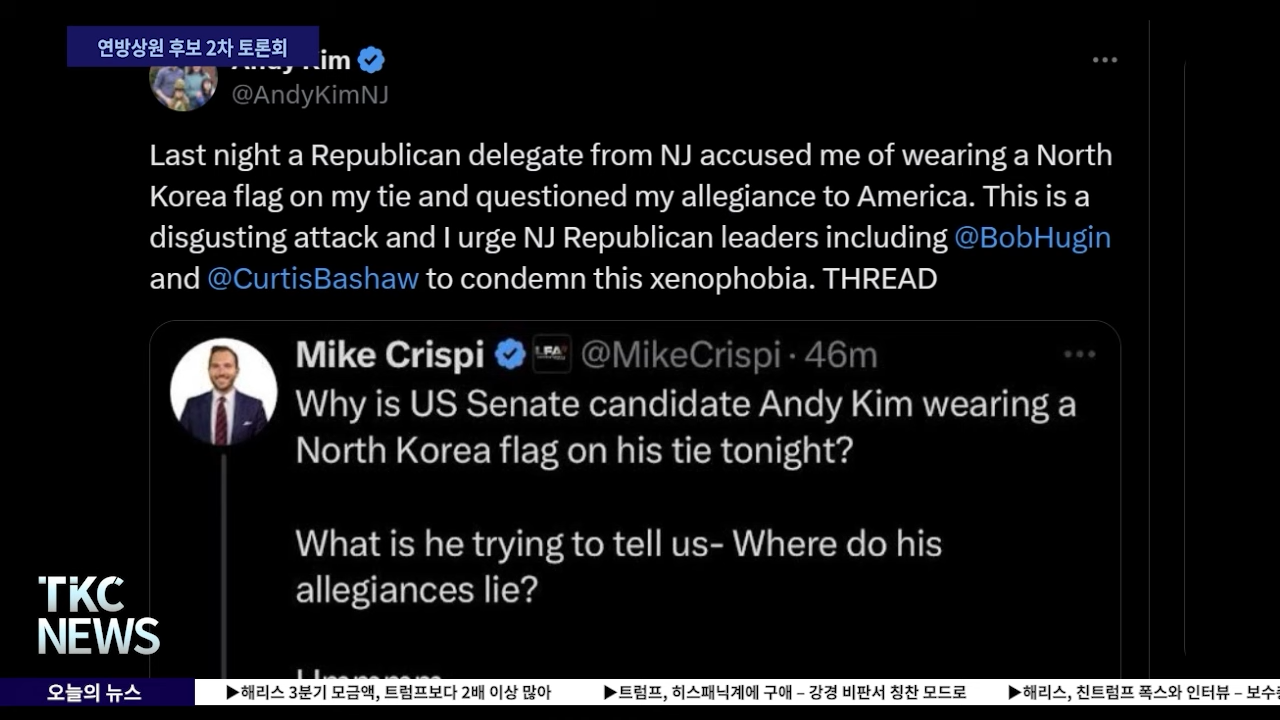 연방상원 후보 2차 토론회
Andy Kim
@AndyKimNJ
Last night a Republican delegate from NJ accused me of wearing a North
Korea flag on my tie and questioned my allegiance to America. This is a
disgusting attack and I urge NJ Republican leaders including @BobHugin
and @CurtisBashaw to condemn this xenophobia. THREAD
Mike Crispi LFA @MikeCrispi · 46m
Why is US Senate candidate Andy Kim wearing a
North Korea flag on his tie tonight?
What is he trying to tell us- Where do his
allegiances lie?
TKC
NEWS
오늘의 뉴스 ▶해리스 3분기 모금액, 트럼프보다 2배 이상 많아 ▶트럼프, 히스패닉계에 구애 – 강경 비판서 칭찬 모드로 ▶해리스, 친트럼프 폭스와 인터뷰 –